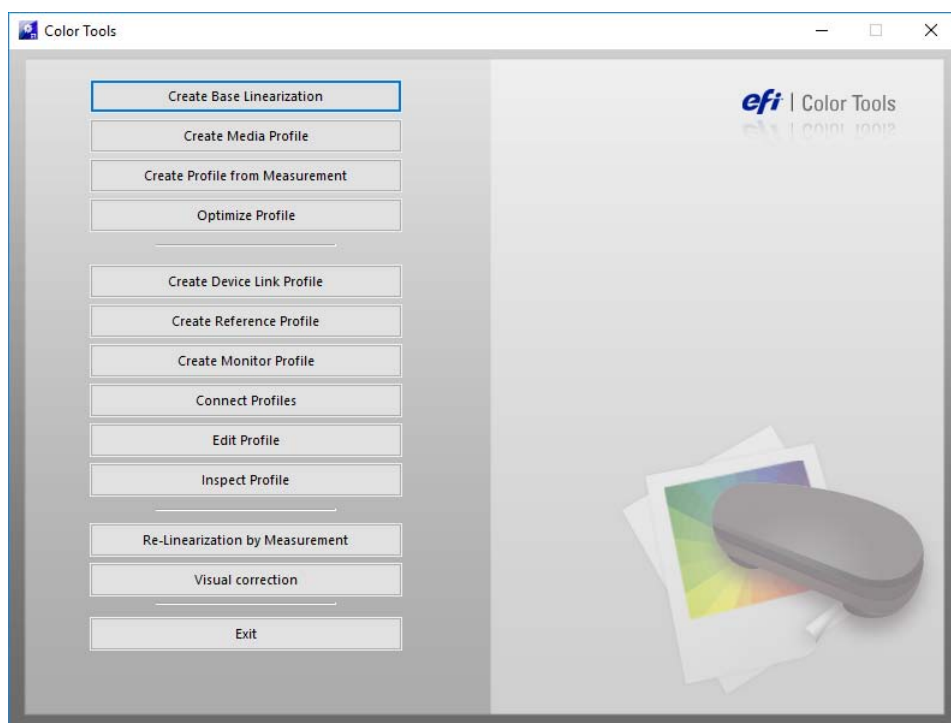 Color Tools
Create Base Linearization
Create Media Profile
Create Profile from Measurement
Optimize Profile
Create Device Link Profile
Create Reference Profile
Create Monitor Profile
Connect Profiles
Edit Profile
Inspect Profile
Re-Linearization by Measurement
Visual correction
Exit
efi | Color Tools